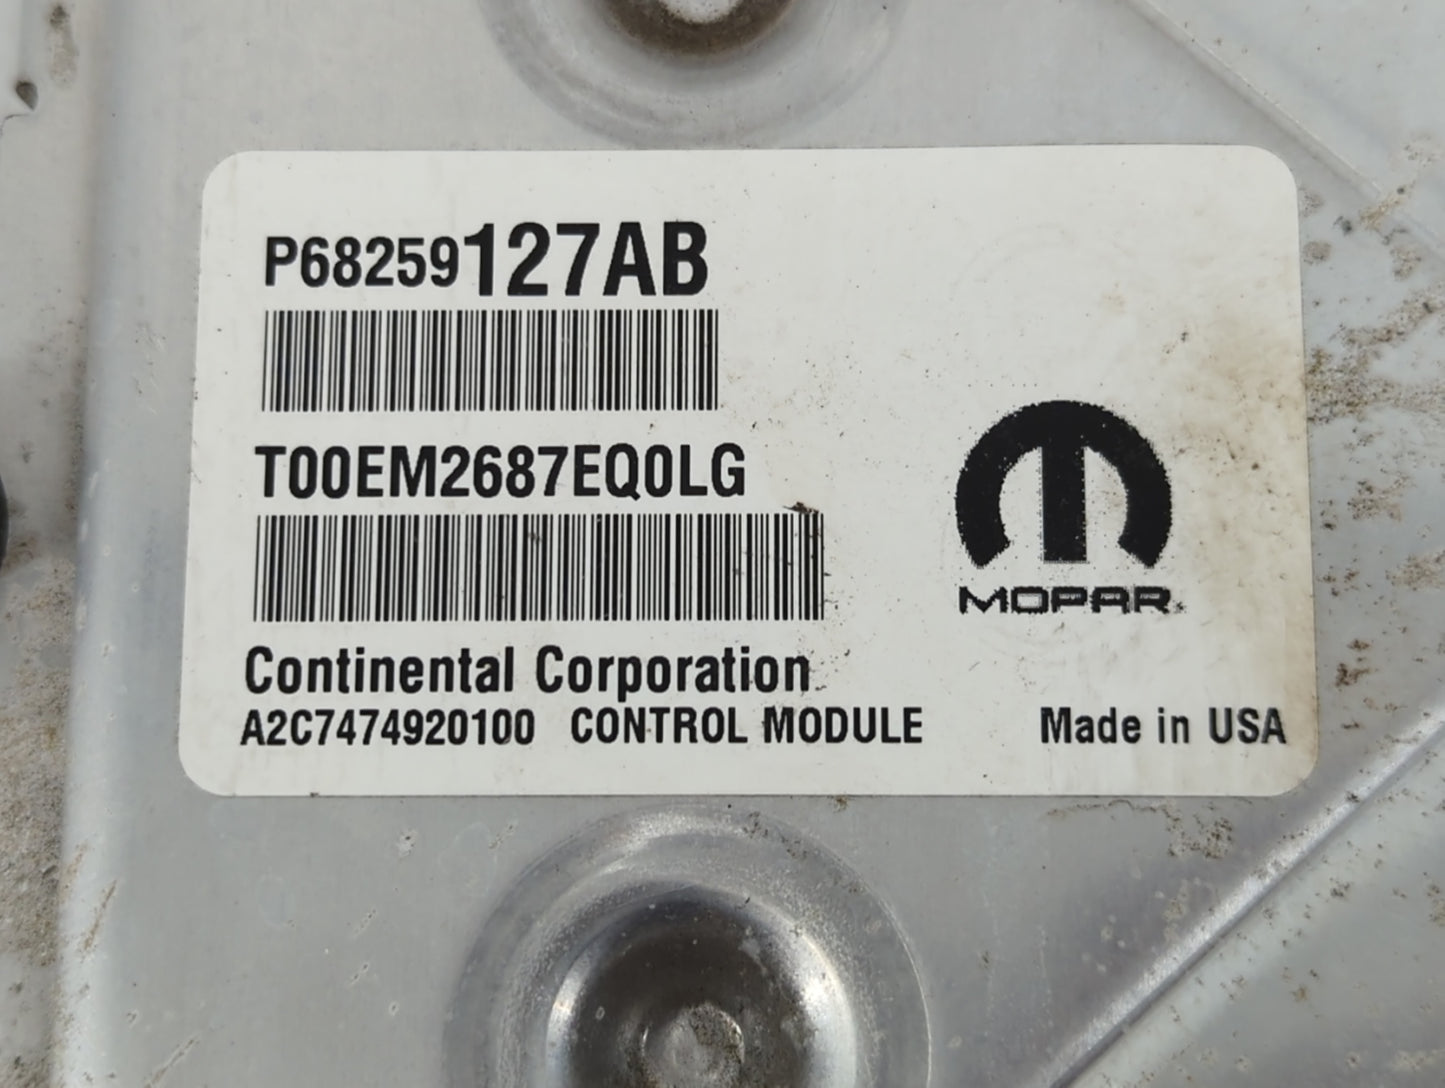 P68259127AB
T00EM2687EQ0LG
MOPAR
Continental Corporation
A2C7474920100 CONTROL MODULE Made in USA